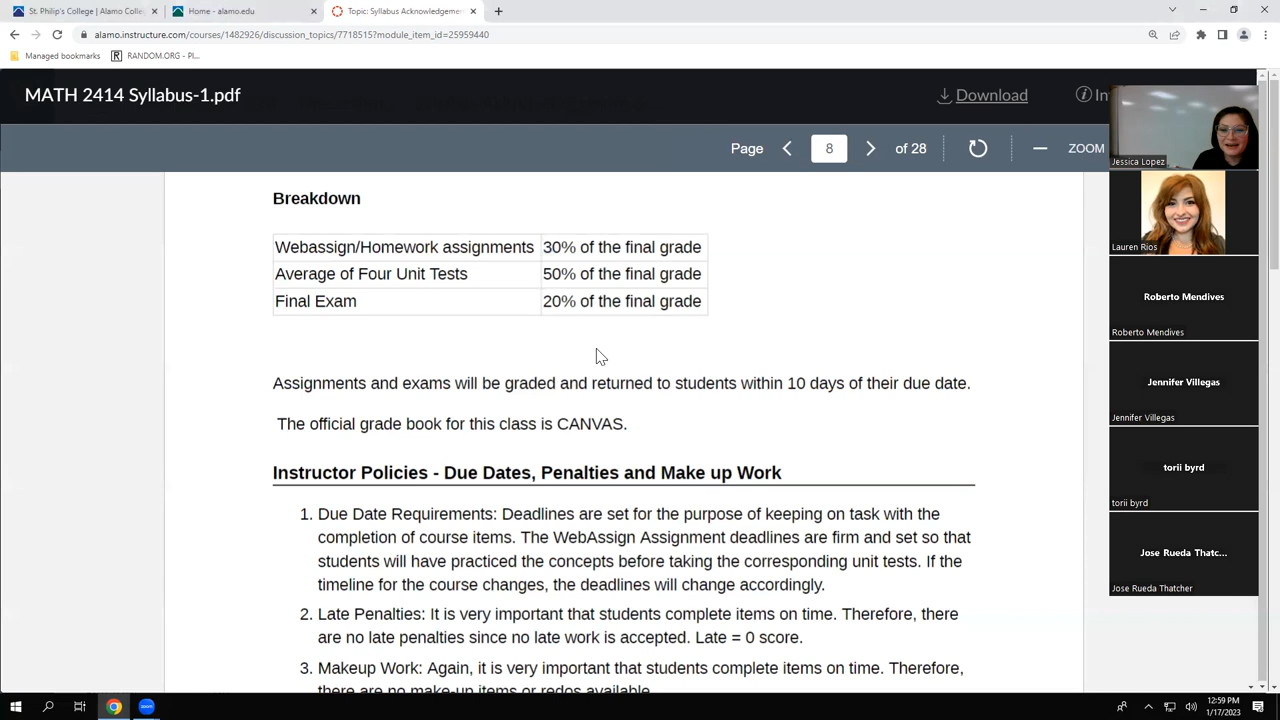 St. Philip's College | Alamo Colle
Home - alamo.edu
Topic: Syllabus Acknowledgemen
alamo.instructure.com/courses/1482926/discussion_topics/7718515?module_item_id=25959440
Managed bookmarks
RANDOM.ORG - Pl...
MATH 2414 Syllabus-1.pdf
Download
In
Page
8
of 28
ZOOM
Jessica Lopez
Breakdown
Webassign/Homework assignments 30% of the final grade
Average of Four Unit Tests 50% of the final grade
Final Exam 20% of the final grade
Lauren Rios
Roberto Mendives
Roberto Mendives
Assignments and exams will be graded and returned to students within 10 days of their due date.
Jennifer Villegas
Jennifer Villegas
The official grade book for this class is CANVAS.
Instructor Policies - Due Dates, Penalties and Make up Work
torii byrd
torii byrd
1. Due Date Requirements: Deadlines are set for the purpose of keeping on task with the
completion of course items. The WebAssign Assignment deadlines are firm and set so that
students will have practiced the concepts before taking the corresponding unit tests. If the
timeline for the course changes, the deadlines will change accordingly.
Jose Rueda Thatc...
Jose Rueda Thatcher
2. Late Penalties: It is very important that students complete items on time. Therefore, there
are no late penalties since no late work is accepted. Late = 0 score.
3. Makeup Work: Again, it is very important that students complete items on time. Therefore,
there are no make-up items or redos available.
12:59 PM
1/17/2023